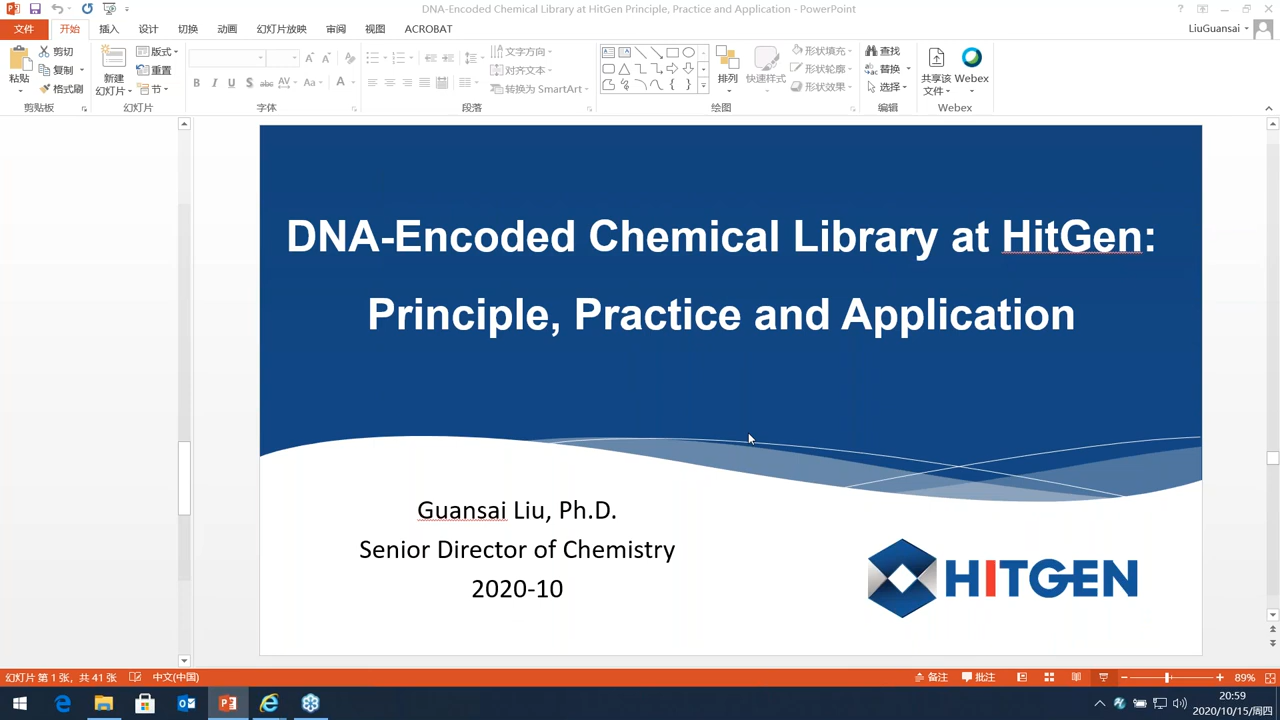 DNA-Encoded Chemical Library at HitGen Principle, Practice and Application - PowerPoint
文件
开始
插入
设计
切换
动画
幻灯片放映
审阅
视图
ACROBAT
LiuGuansai
粘贴
剪切
复制
格式刷
剪贴板
新建
幻灯片
版式
重置
节
幻灯片
B I U S abc AV Aa A
字体
文字方向
对齐文本
转换为 SmartArt
段落
排列
快速样式
形状填充
形状轮廓
形状效果
绘图
查找
替换
选择
编辑
共享该
文件
Webex
Webex
DNA-Encoded Chemical Library at HitGen:
Principle, Practice and Application
Guansai Liu, Ph.D.
Senior Director of Chemistry
2020-10
HITGEN
幻灯片 第 1 张，共 41 张
中文(中国)
备注
批注
89%
20:59
2020/10/15/周四